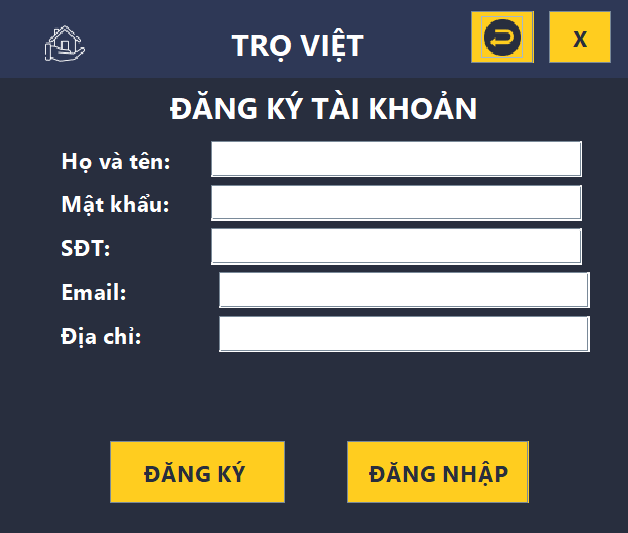 TRỌ VIỆT
X
ĐĂNG KÝ TÀI KHOẢN
Họ và tên:
Mật khẩu:
SĐT:
Email:
Địa chỉ:
ĐĂNG KÝ
ĐĂNG NHẬP